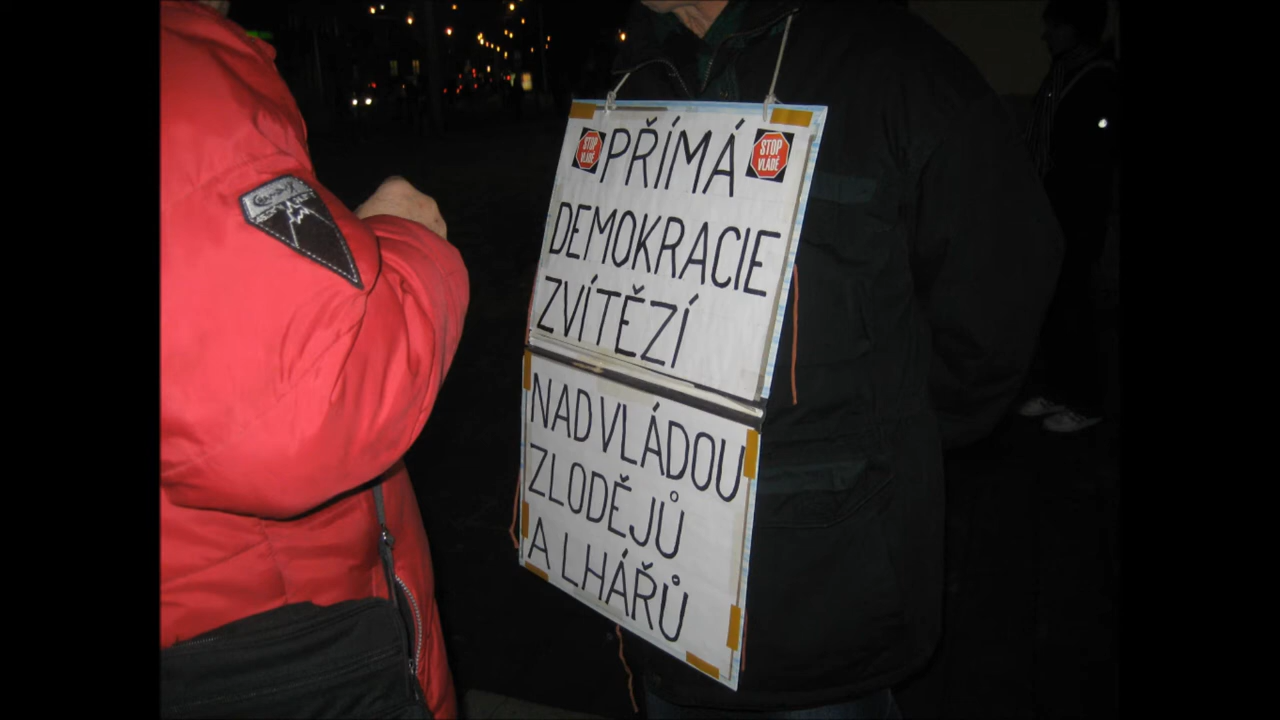 PŘÍMÁ
DEMOKRACIE
ZVÍTĚZÍ
NAD VLÁDOU
ZLODĚJŮ
A LHÁŘŮ
STOP
VLÁDĚ
STOP
VLÁDĚ